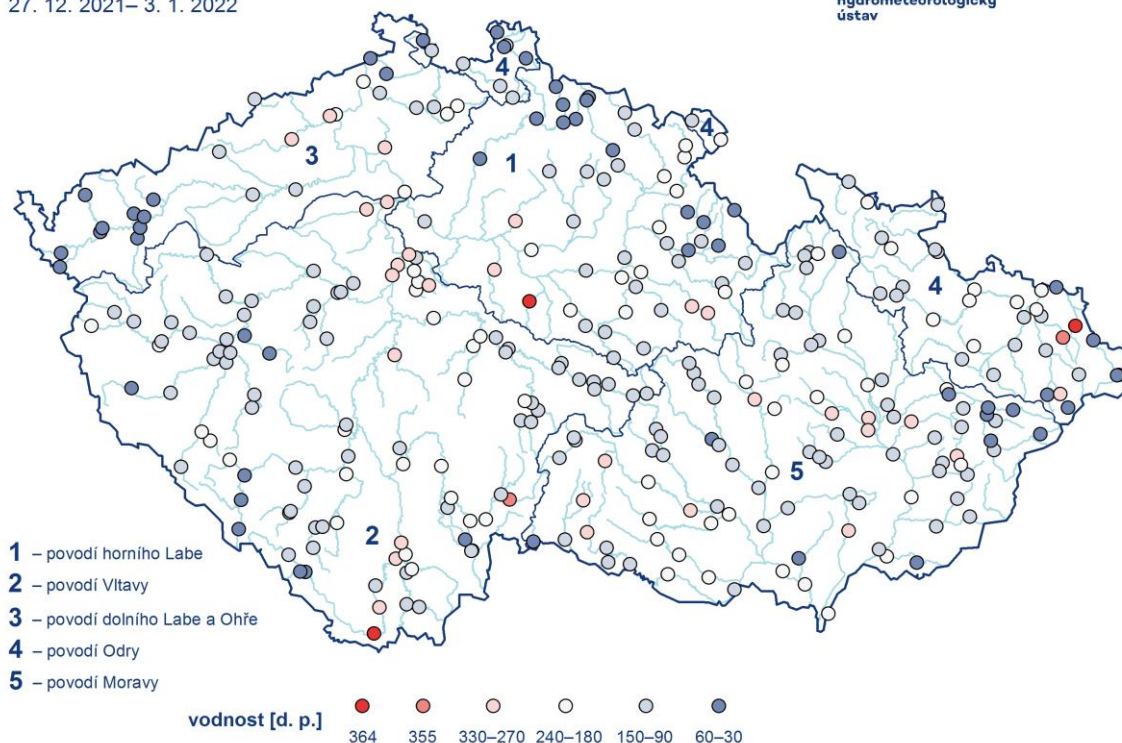 27. 12. 2021– 3. 1. 2022
hydrometeorologický
ústav
4
4
3
1
4
5
2
1 – povodí horního Labe
2 – povodí Vltavy
3 – povodí dolního Labe a Ohře
4 – povodí Odry
5 – povodí Moravy
vodnost [d. p.]
364 355 330–270 240–180 150–90 60–30